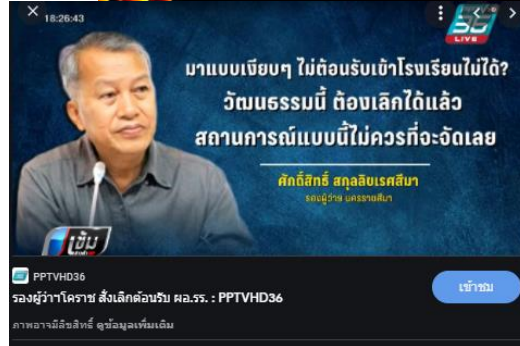 18:26:43
36
LIVE
มาแบบเงียบๆ ไม่ต้อนรับเข้าโรงเรียนไม่ได้?
วัฒนธรรมนี้ ต้องเลิกได้แล้ว
สถานการณ์แบบนี้ไม่ควรที่จะจัดเลย
ศักดิ์สิทธิ์ สกุลลิขเรศสีมา
รองผู้ว่าฯ นครราชสีมา
เข้ม
PPTVHD36
รองผู้ว่าฯโคราช สั่งเลิกต้อนรับ ผอ.รร. : PPTVHD36
เข้าชม
ภาพอาจมีลิขสิทธิ์ ดูข้อมูลเพิ่มเติม